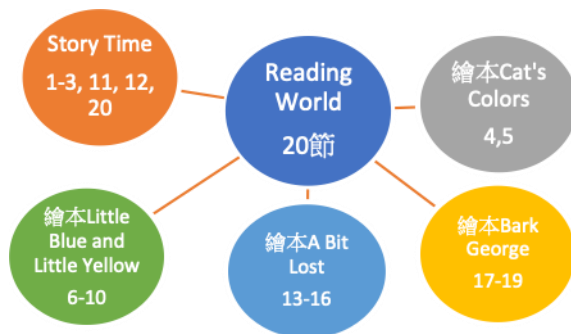 Story Time
1-3, 11, 12,
20
Reading
World
20節
繪本Cat's
Colors
4,5
繪本Little
Blue and
Little Yellow
6-10
繪本A Bit
Lost
13-16
繪本Bark
George
17-19